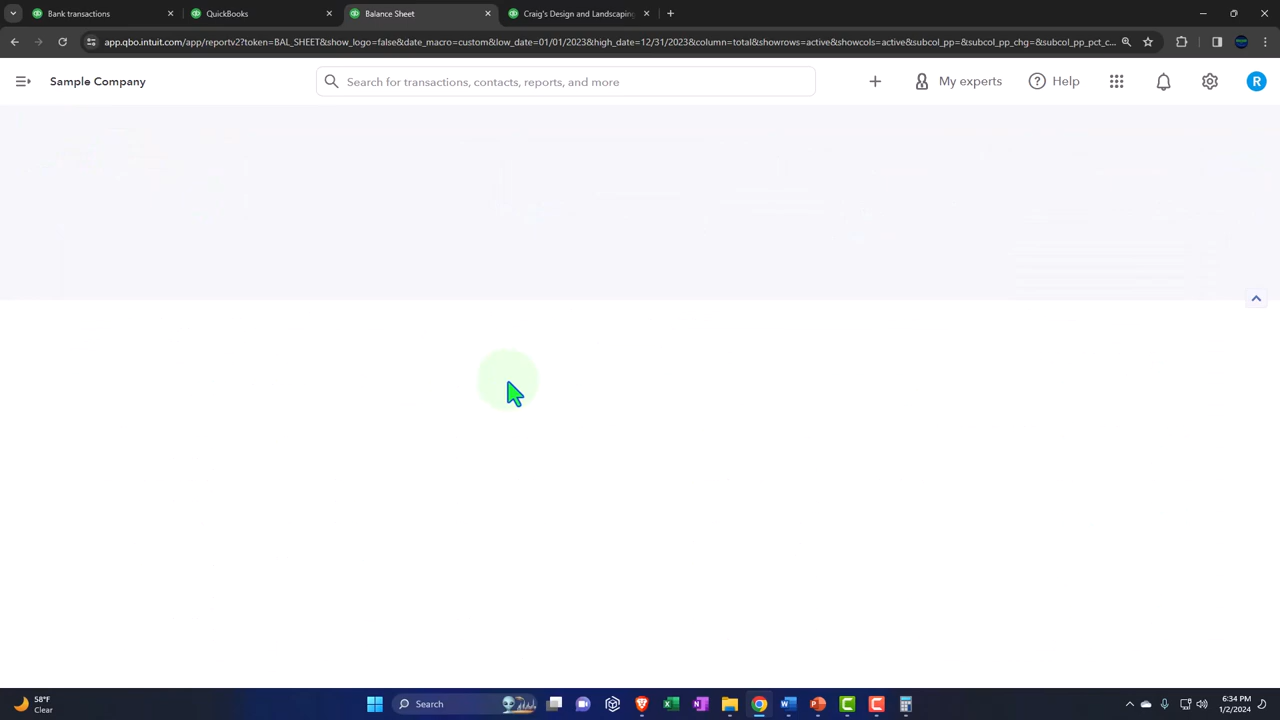 Bank transactions
QuickBooks
Balance Sheet
Craig's Design and Landscaping
app.qbo.intuit.com/app/reportv2?token=BAL_SHEET&show_logo=false&date_macro=custom&low_date=01/01/2023&high_date=12/31/2023&column=total&showrows=active&showcols=active&subcol_pp=&subcol_pp_chg=&subcol_pp_pct_c...
Sample Company
Search for transactions, contacts, reports, and more
My experts
Help
R
58°F
Clear
Search
6:34 PM
1/2/2024